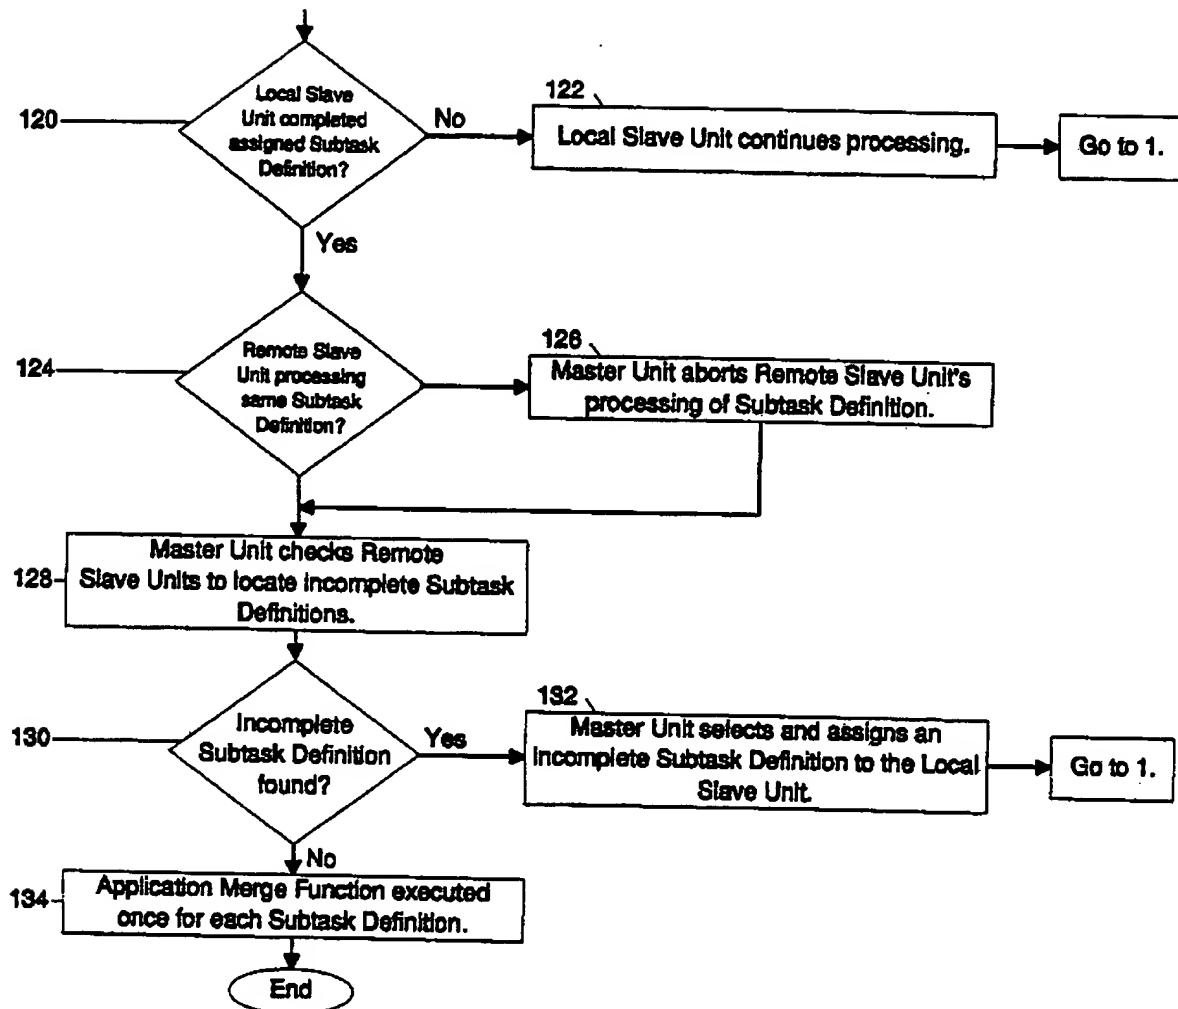 Local Slave
Unit completed
assigned Subtask
Definition?
120
No
122
Local Slave Unit continues processing.
Go to 1.
Yes
Remote Slave
Unit processing
same Subtask
Definition?
124
126
Master Unit aborts Remote Slave Unit's
processing of Subtask Definition.
Master Unit checks Remote
Slave Units to locate incomplete Subtask
Definitions.
128
Incomplete
Subtask Definition
found?
130
Yes
132
Master Unit selects and assigns an
Incomplete Subtask Definition to the Local
Slave Unit.
Go to 1.
No
134
Application Merge Function executed
once for each Subtask Definition.
End